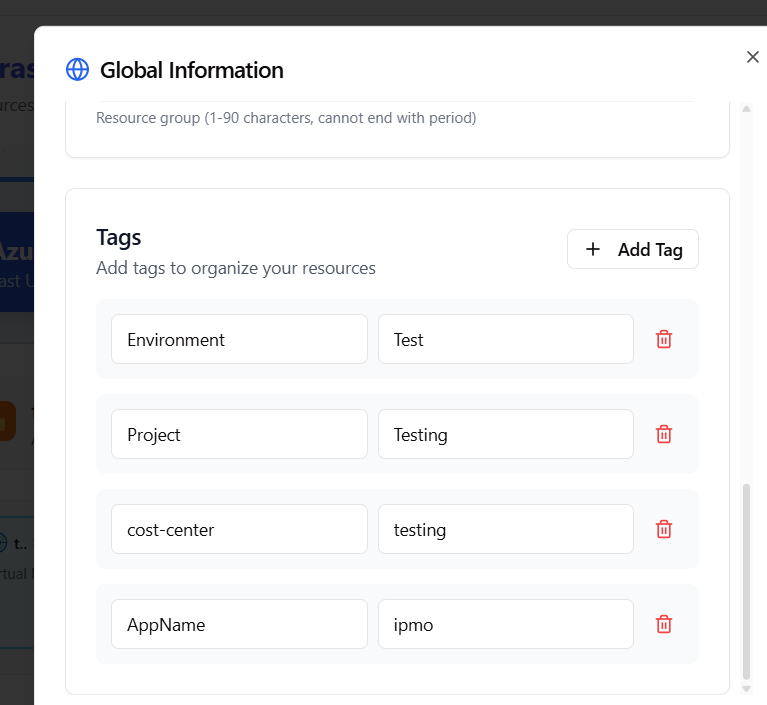 Global Information
Resource group (1-90 characters, cannot end with period)
Tags
Add tags to organize your resources
+ Add Tag
Environment Test
Project Testing
cost-center testing
AppName ipmo